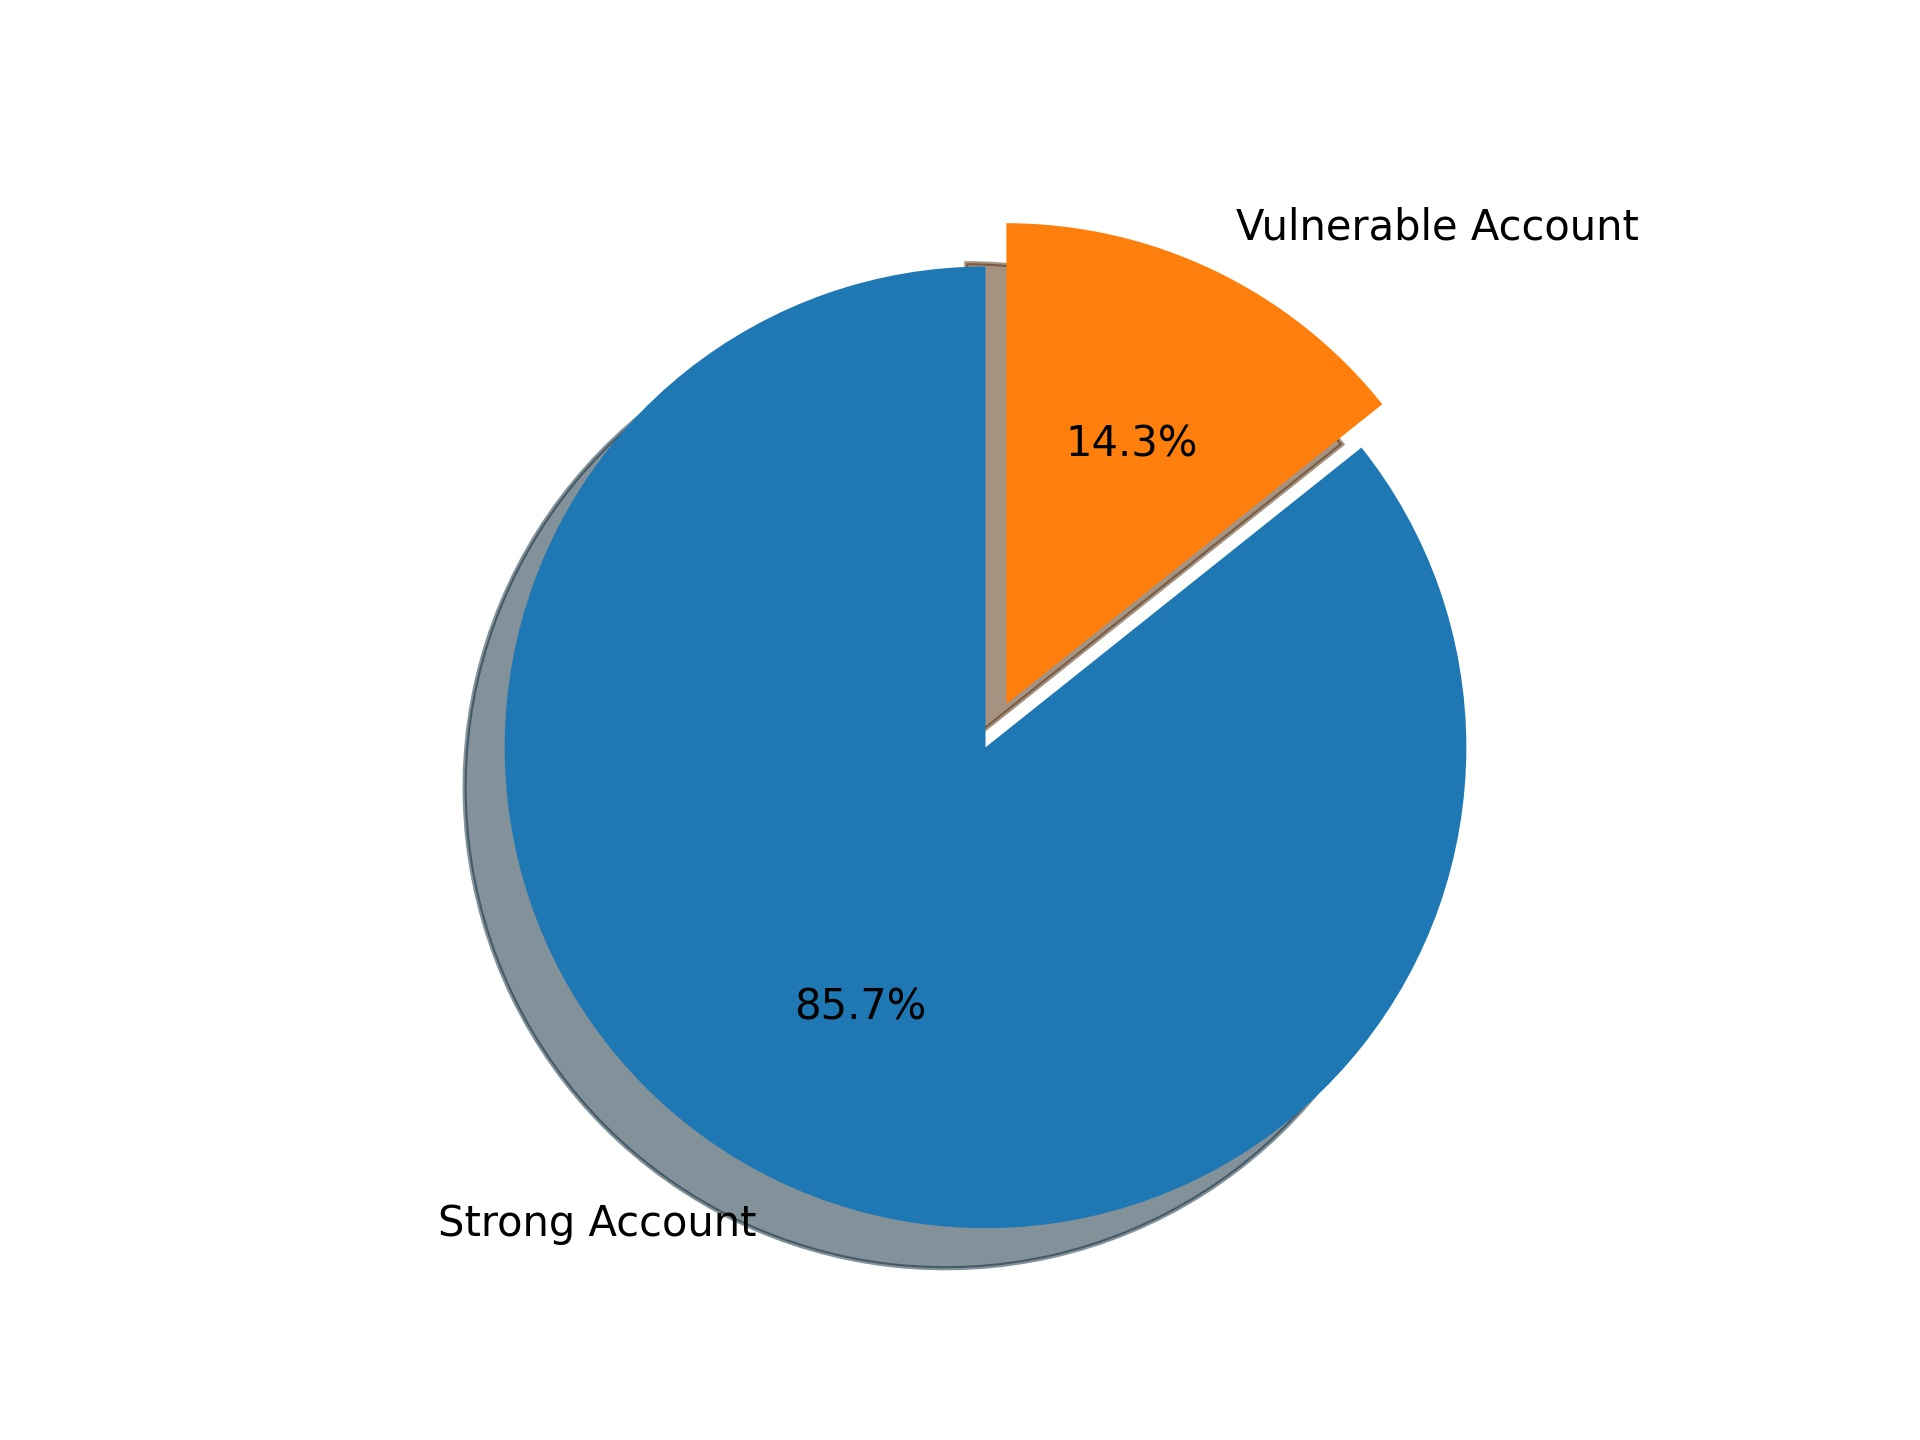 Vulnerable Account
14.3%
85.7%
Strong Account